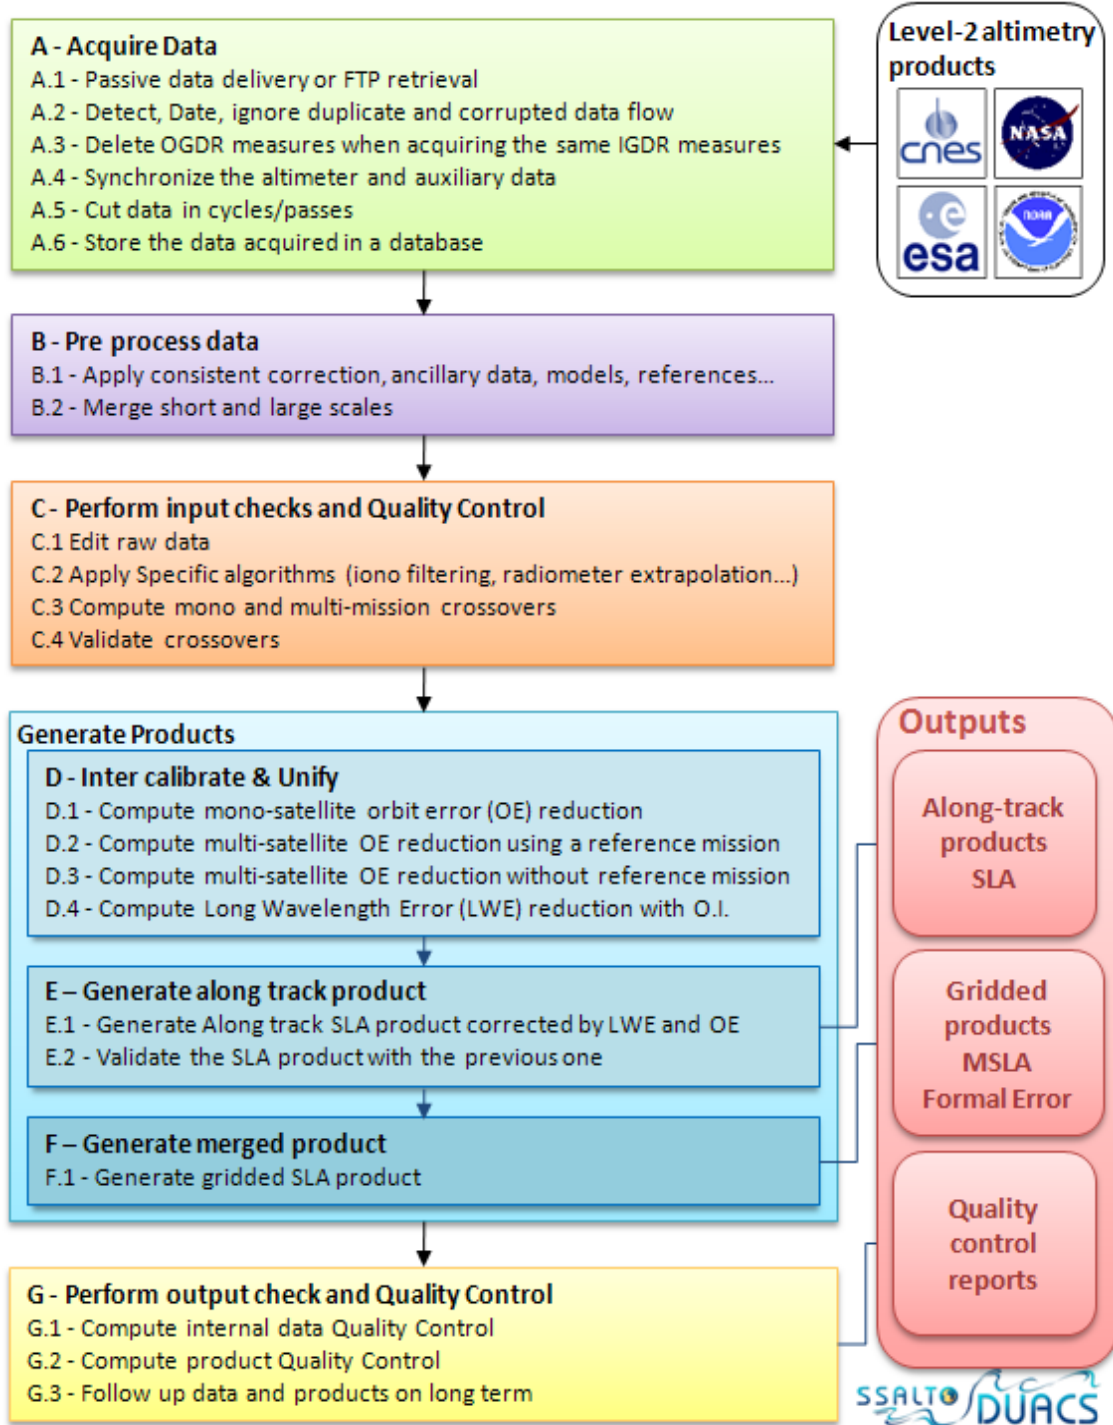 A - Acquire Data
A.1 - Passive data delivery or FTP retrieval
A.2 - Detect, Date, ignore duplicate and corrupted data flow
A.3 - Delete OGDR measures when acquiring the same IGDR measures
A.4 - Synchronize the altimeter and auxiliary data
A.5 - Cut data in cycles/passes
A.6 - Store the data acquired in a database
Level-2 altimetry
products
cnes
NASA
esa
noaa
B - Pre process data
B.1 - Apply consistent correction, ancillary data, models, references...
B.2 - Merge short and large scales
C - Perform input checks and Quality Control
C.1 Edit raw data
C.2 Apply Specific algorithms (iono filtering, radiometer extrapolation...)
C.3 Compute mono and multi-mission crossovers
C.4 Validate crossovers
Generate Products
D - Inter calibrate & Unify
D.1 - Compute mono-satellite orbit error (OE) reduction
D.2 - Compute multi-satellite OE reduction using a reference mission
D.3 - Compute multi-satellite OE reduction without reference mission
D.4 - Compute Long Wavelength Error (LWE) reduction with O.I.
E – Generate along track product
E.1 - Generate Along track SLA product corrected by LWE and OE
E.2 - Validate the SLA product with the previous one
F – Generate merged product
F.1 - Generate gridded SLA product
Outputs
Along-track
products
SLA
Gridded
products
MSLA
Formal Error
Quality
control
reports
G - Perform output check and Quality Control
G.1 - Compute internal data Quality Control
G.2 - Compute product Quality Control
G.3 - Follow up data and products on long term
SSALTO DUACS